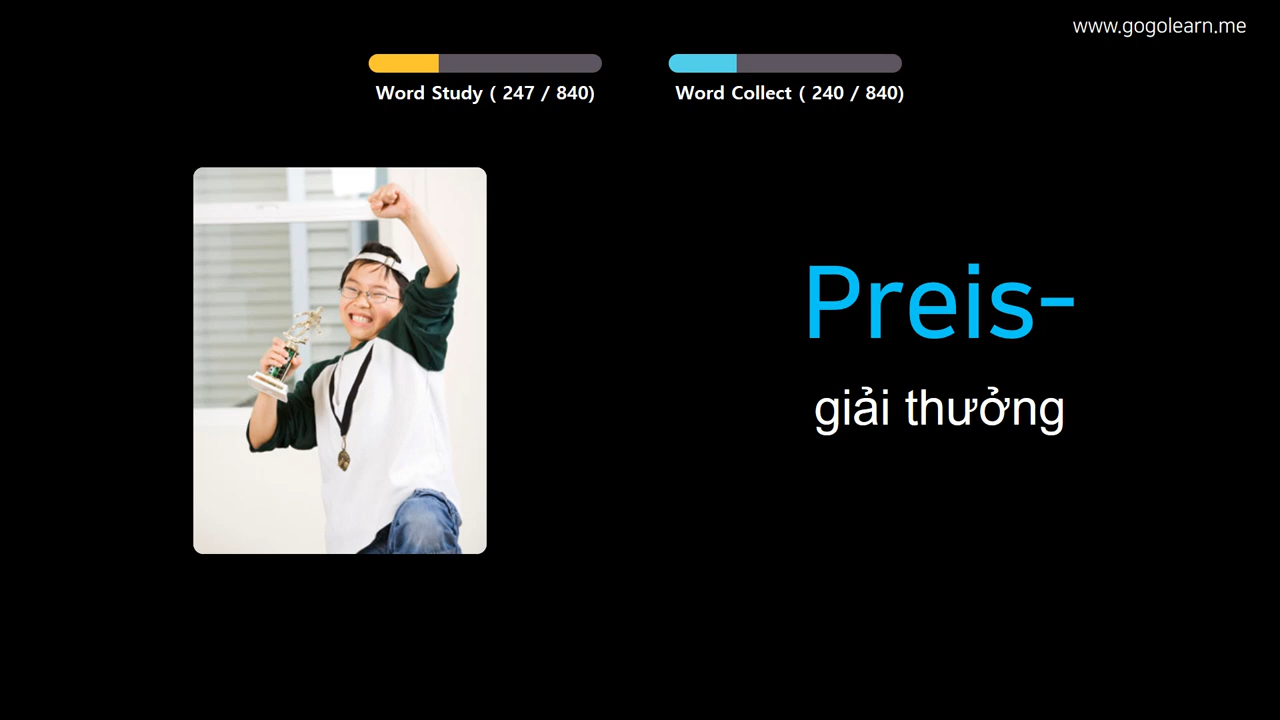 www.gogolearn.me
Word Study ( 247 / 840)
Word Collect ( 240 / 840)
Preis-
giải thưởng